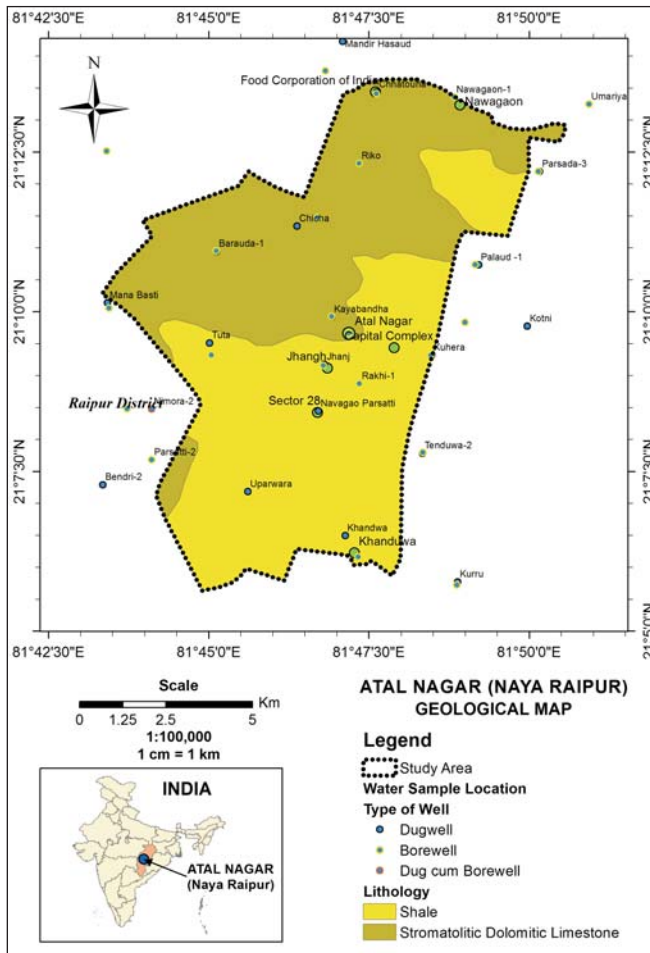 81°42'30"E 81°45'0"E 81°47'30"E 81°50'0"E
Mandir Hasaud
N
Food Corporation of India
Chhatouna
Nawagaon-1
Nawagaon
Umariya
21°12'30"N
21°12'30"N
Riko
Parsada-3
Chicha
Barauda-1
Palaud -1
Mana Basti
21°10'0"N
21°10'0"N
Kayabandha
Kotni
Atal Nagar
Capital Complex
Tuta
Kuhera
Jhangh
Jhanj
Rakhi-1
Raipur District
Nimora-2
Sector 28
Navagao Parsatti
Parsatti-2
Tenduwa-2
21°7'30"N
21°7'30"N
Bendri-2
Uparwara
Khandwa
Khanduwa
Kurru
21°5'0"N
21°5'0"N
81°42'30"E 81°45'0"E 81°47'30"E 81°50'0"E
Scale
Km
0 1.25 2.5 5
1:100,000
1 cm = 1 km
INDIA
ATAL NAGAR
(Naya Raipur)
ATAL NAGAR (NAYA RAIPUR)
GEOLOGICAL MAP
Legend
Study Area
Water Sample Location
Type of Well
Dugwell
Borewell
Dug cum Borewell
Lithology
Shale
Stromatolitic Dolomitic Limestone